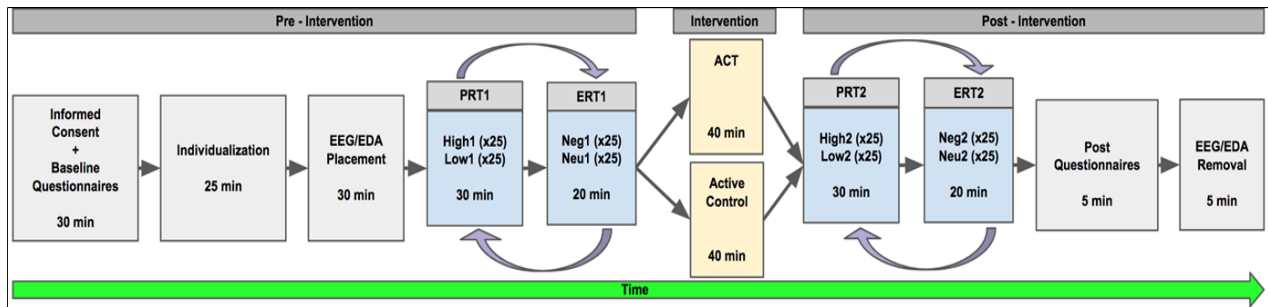 Pre - Intervention
Intervention
Post - Intervention
Informed
Consent
+
Baseline
Questionnaires
30 min
Individualization
25 min
EEG/EDA
Placement
30 min
PRT1
High1 (x25)
Low1 (x25)
30 min
ERT1
Neg1 (x25)
Neu1 (x25)
20 min
ACT
40 min
Active
Control
40 min
PRT2
High2 (x25)
Low2 (x25)
30 min
ERT2
Neg2 (x25)
Neu2 (x25)
20 min
Post
Questionnaires
5 min
EEG/EDA
Removal
5 min
Time